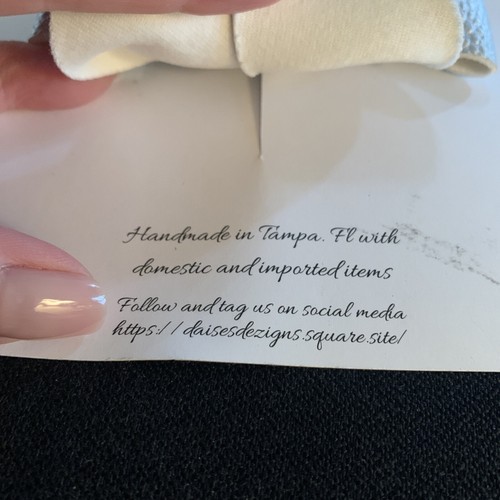 Handmade in Tampa. Fl with
domestic and imported items
Follow and tag us on social media
https://daisesdezigns.square.site/